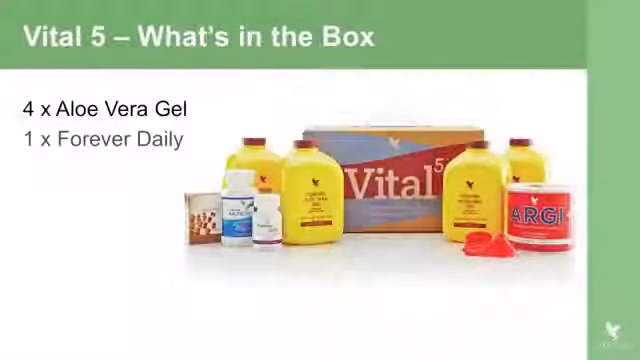 Vital 5 – What's in the Box
4 x Aloe Vera Gel
1 x Forever Daily
Vital5
ARGI